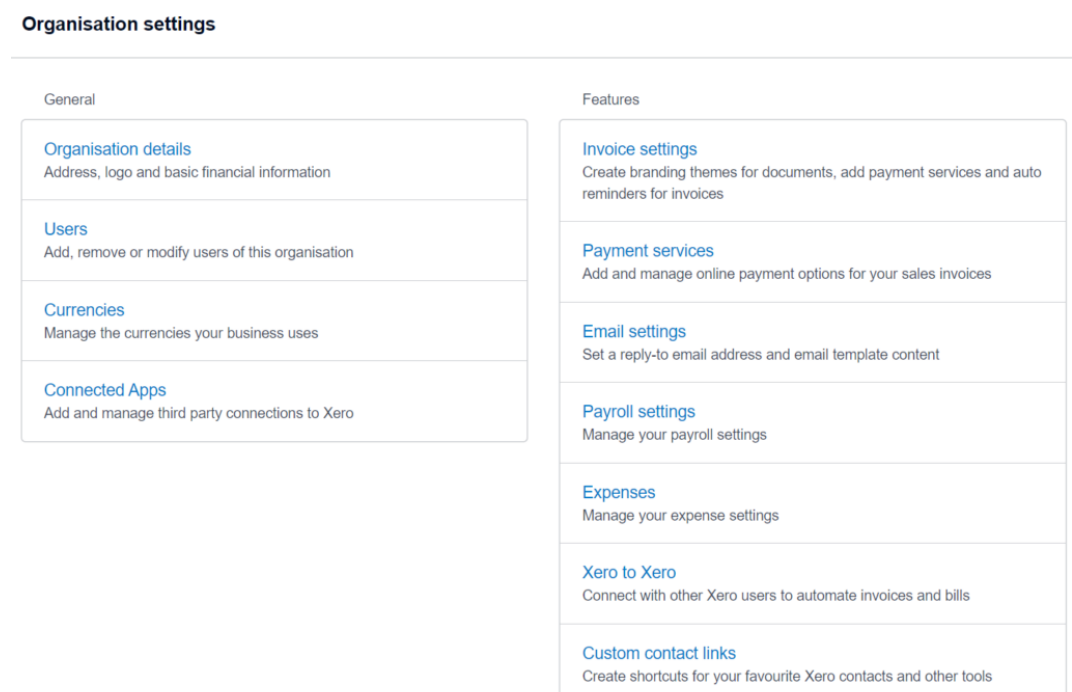 Organisation settings
General
Organisation details
Address, logo and basic financial information
Users
Add, remove or modify users of this organisation
Currencies
Manage the currencies your business uses
Connected Apps
Add and manage third party connections to Xero
Features
Invoice settings
Create branding themes for documents, add payment services and auto
reminders for invoices
Payment services
Add and manage online payment options for your sales invoices
Email settings
Set a reply-to email address and email template content
Payroll settings
Manage your payroll settings
Expenses
Manage your expense settings
Xero to Xero
Connect with other Xero users to automate invoices and bills
Custom contact links
Create shortcuts for your favourite Xero contacts and other tools